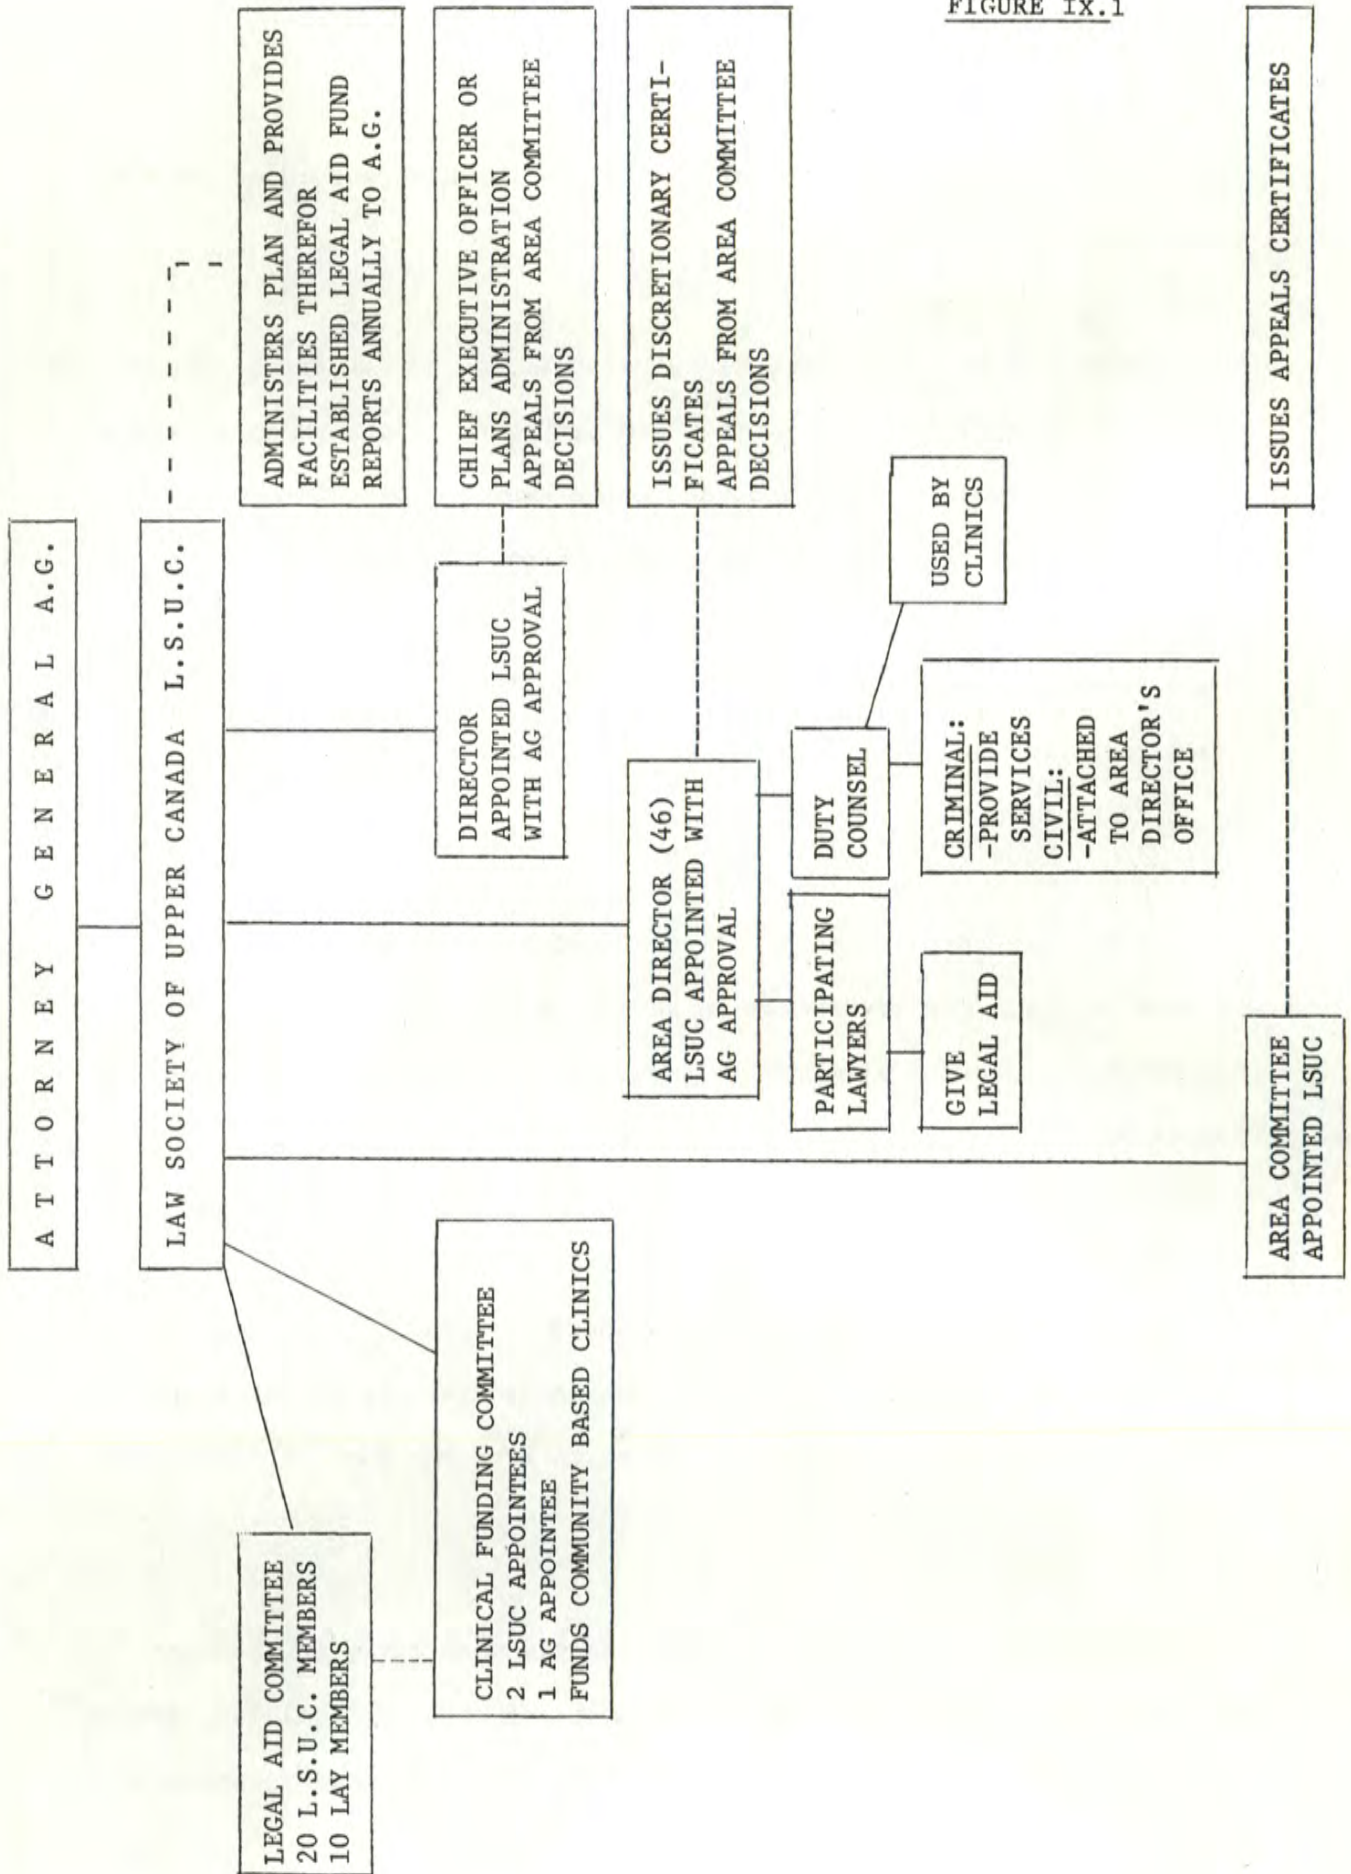 FIGURE IX.1
ATTORNEY GENERAL A.G.
LAW SOCIETY OF UPPER CANADA L.S.U.C.
LEGAL AID COMMITTEE
20 L.S.U.C. MEMBERS
10 LAY MEMBERS
ADMINISTERS PLAN AND PROVIDES
FACILITIES THEREFOR
ESTABLISHED LEGAL AID FUND
REPORTS ANNUALLY TO A.G.
CLINICAL FUNDING COMMITTEE
2 LSUC APPOINTEES
1 AG APPOINTEE
FUNDS COMMUNITY BASED CLINICS
DIRECTOR
APPOINTED LSUC
WITH AG APPROVAL
CHIEF EXECUTIVE OFFICER OR
PLANS ADMINISTRATION
APPEALS FROM AREA COMMITTEE
DECISIONS
AREA DIRECTOR (46)
LSUC APPOINTED WITH
AG APPROVAL
ISSUES DISCRETIONARY CERTI-
FICATES
APPEALS FROM AREA COMMITTEE
DECISIONS
PARTICIPATING
LAWYERS
DUTY
COUNSEL
USED BY
CLINICS
GIVE
LEGAL AID
CRIMINAL:
-PROVIDE
SERVICES
CIVIL:
-ATTACHED
TO AREA
DIRECTOR'S
OFFICE
AREA COMMITTEE
APPOINTED LSUC
ISSUES APPEALS CERTIFICATES